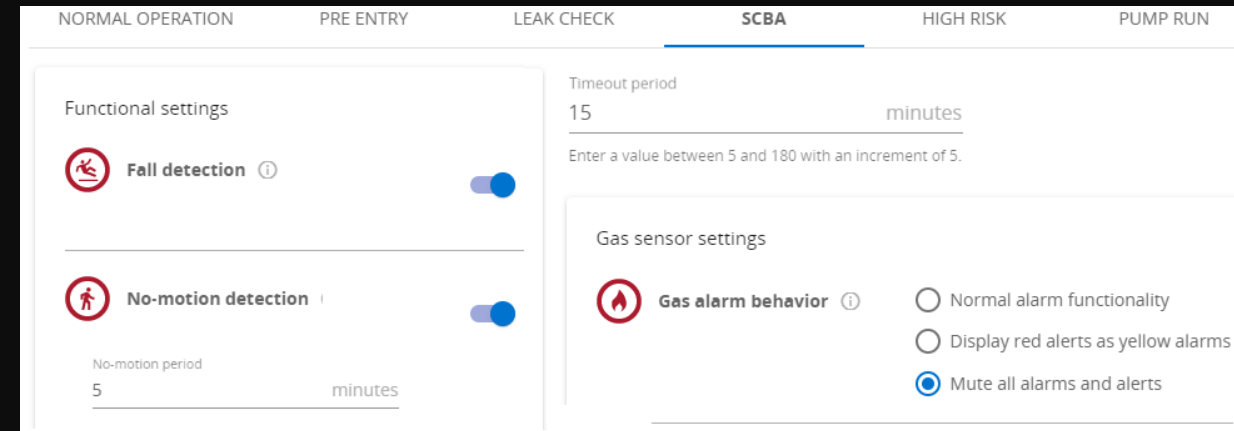 NORMAL OPERATION PRE ENTRY LEAK CHECK SCBA HIGH RISK PUMP RUN
Functional settings
Fall detection
No-motion detection
No-motion period
5 minutes
Timeout period
15 minutes
Enter a value between 5 and 180 with an increment of 5.
Gas sensor settings
Gas alarm behavior
Normal alarm functionality
Display red alerts as yellow alarms
Mute all alarms and alerts